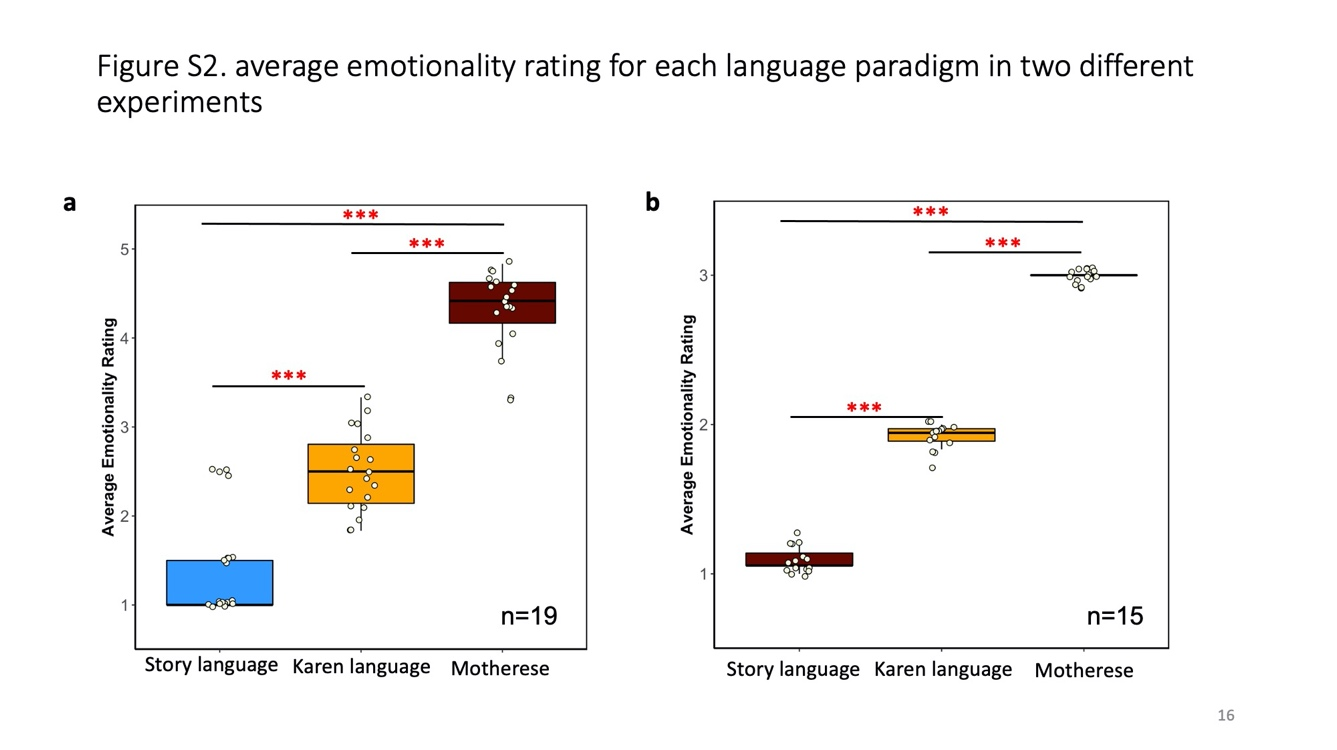 Figure S2. average emotionality rating for each language paradigm in two different
experiments
a
***
***
***
Average Emotionality Rating
5
4
3
2
1
n=19
Story language
Karen language
Motherese
b
***
***
***
Average Emotionality Rating
3
2
1
n=15
Story language
Karen language
Motherese
16